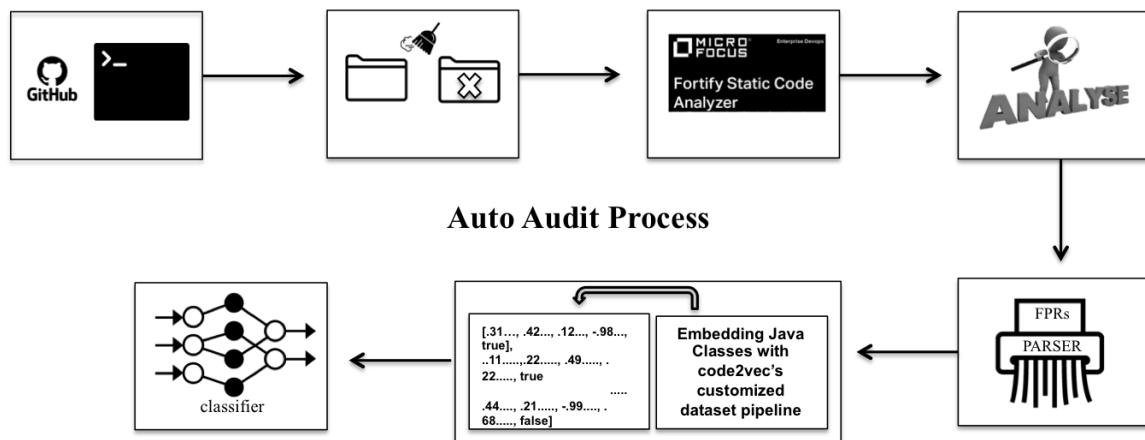 GitHub
>_
MICRO
FOCUS
Enterprise Devops
Fortify Static Code
Analyzer
ANALYSE
Auto Audit Process
classifier
[.31..., .42..., .12..., -.98...,
true],
..11......,.22....., .49....., .
22....., true
.....
.44...., .21....., -.99...., .
68....., false]
Embedding Java
Classes with
code2vec's
customized
dataset pipeline
FPRs
PARSER